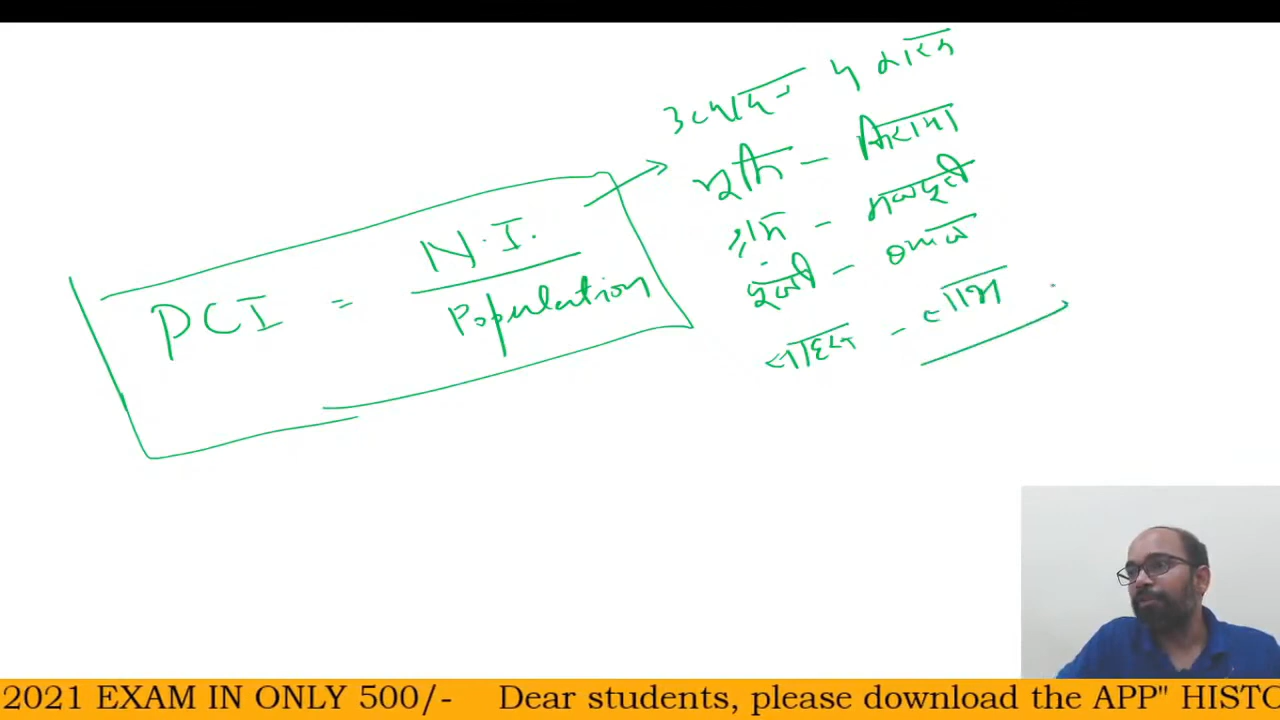 PCI = N.I.
Population
उत्पादन के कारक
भूमि - किराया
श्रम - मजदूरी
पूंजी - ब्याज
साहस - लाभ
2021 EXAM IN ONLY 500/- Dear students, please download the APP" HISTO